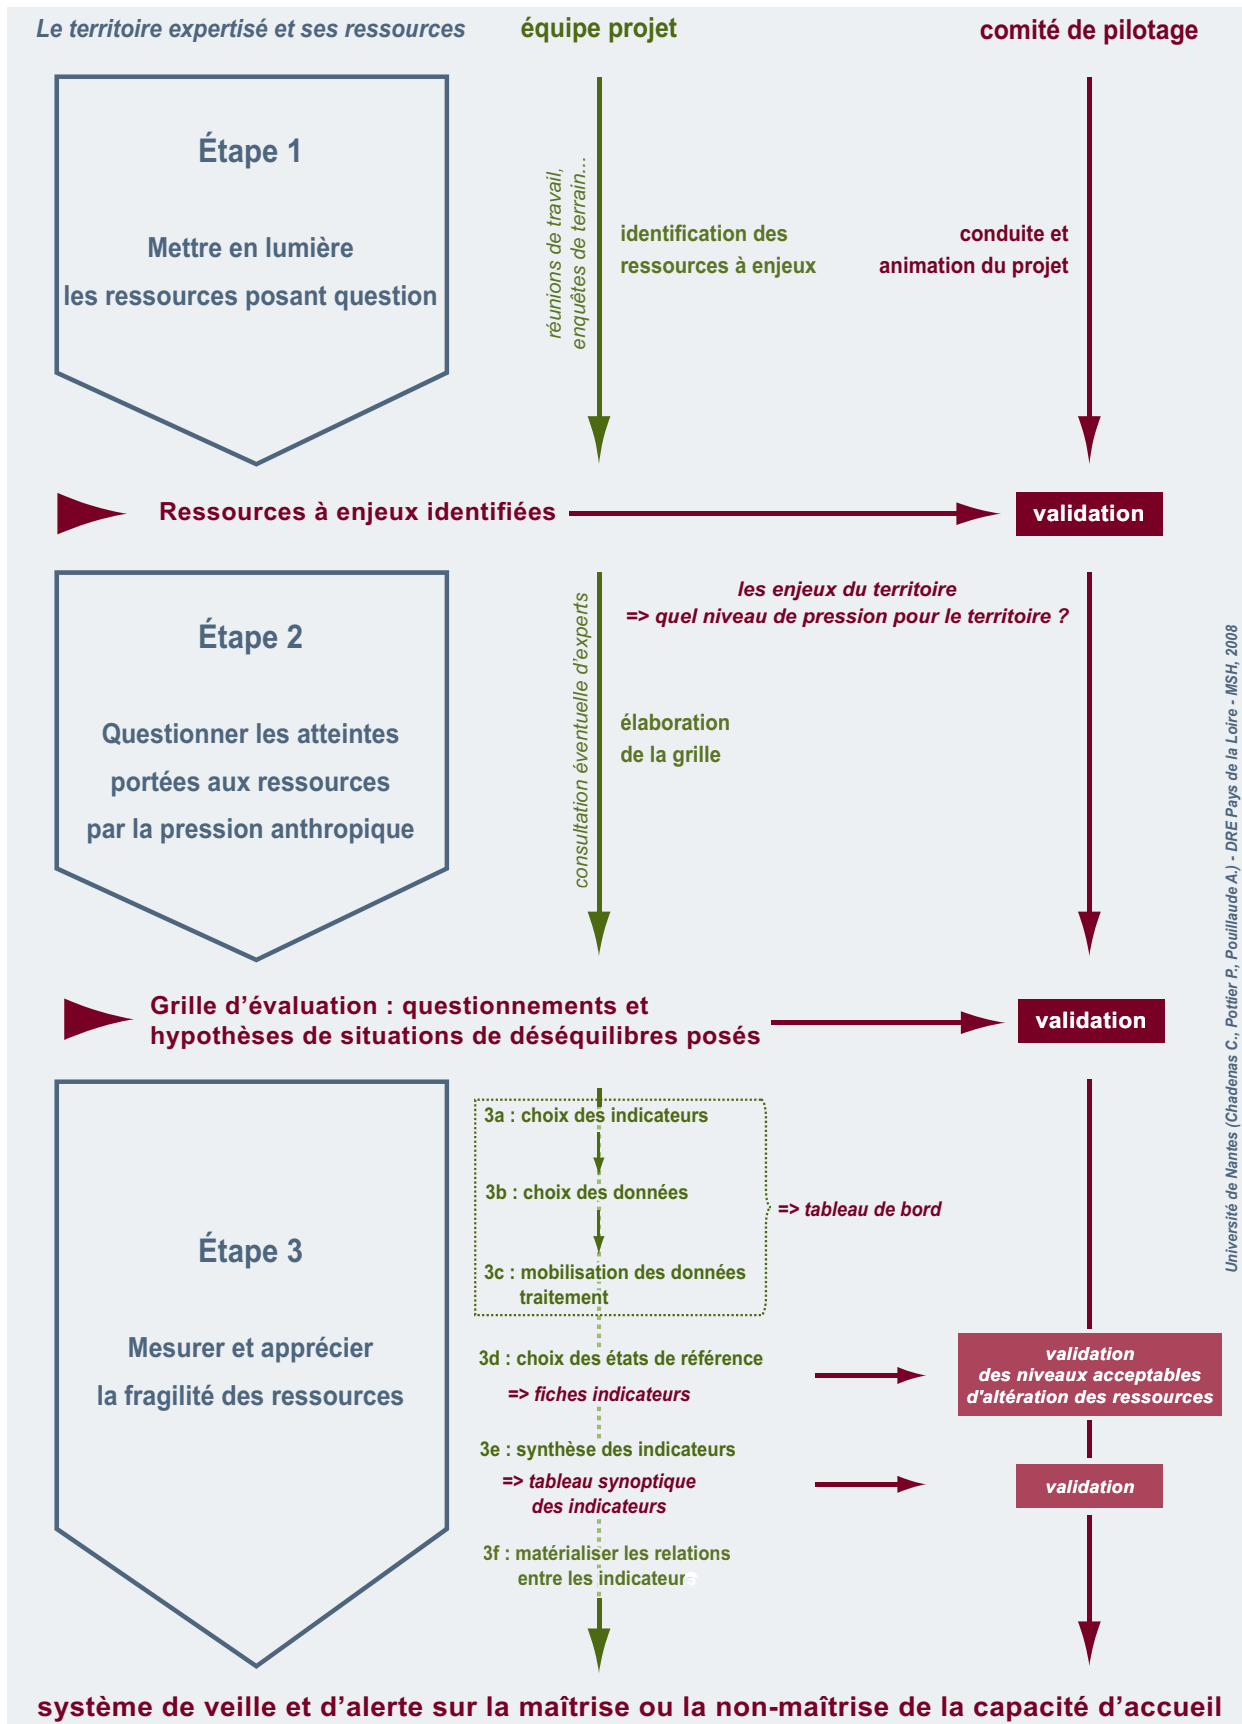 Le territoire expertisé et ses ressources
équipe projet
comité de pilotage
Étape 1
Mettre en lumière
les ressources posant question
réunions de travail,
enquêtes de terrain...
identification des
ressources à enjeux
conduite et
animation du projet
Ressources à enjeux identifiées
validation
Étape 2
Questionner les atteintes
portées aux ressources
par la pression anthropique
consultation éventuelle d'experts
les enjeux du territoire
=> quel niveau de pression pour le territoire ?
élaboration
de la grille
Grille d'évaluation : questionnements et
hypothèses de situations de déséquilibres posés
validation
Étape 3
Mesurer et apprécier
la fragilité des ressources
3a : choix des indicateurs
3b : choix des données
3c : mobilisation des données
traitement
=> tableau de bord
3d : choix des états de référence
=> fiches indicateurs
validation
des niveaux acceptables
d'altération des ressources
3e : synthèse des indicateurs
=> tableau synoptique
des indicateurs
validation
3f : matérialiser les relations
entre les indicateurs
système de veille et d'alerte sur la maîtrise ou la non-maîtrise de la capacité d'accueil
Université de Nantes (Chadenas C., Pottier P., Pouillaude A.) - DRE Pays de la Loire - MSH, 2008